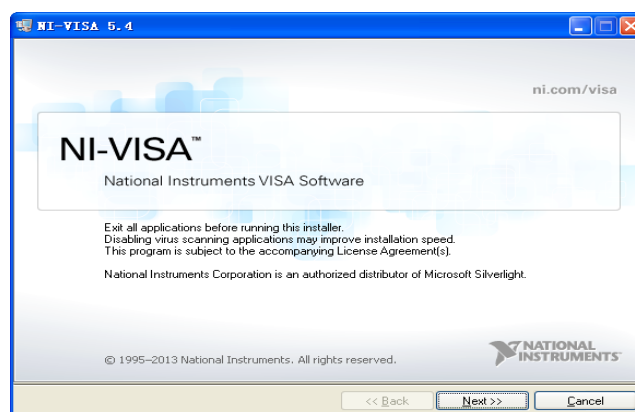 NI-VISA 5.4
ni.com/visa
NI-VISA™
National Instruments VISA Software
Exit all applications before running this installer.
Disabling virus scanning applications may improve installation speed.
This program is subject to the accompanying License Agreement(s).
National Instruments Corporation is an authorized distributor of Microsoft Silverlight.
© 1995–2013 National Instruments. All rights reserved.
NATIONAL
INSTRUMENTS™
<< Back Next >> Cancel